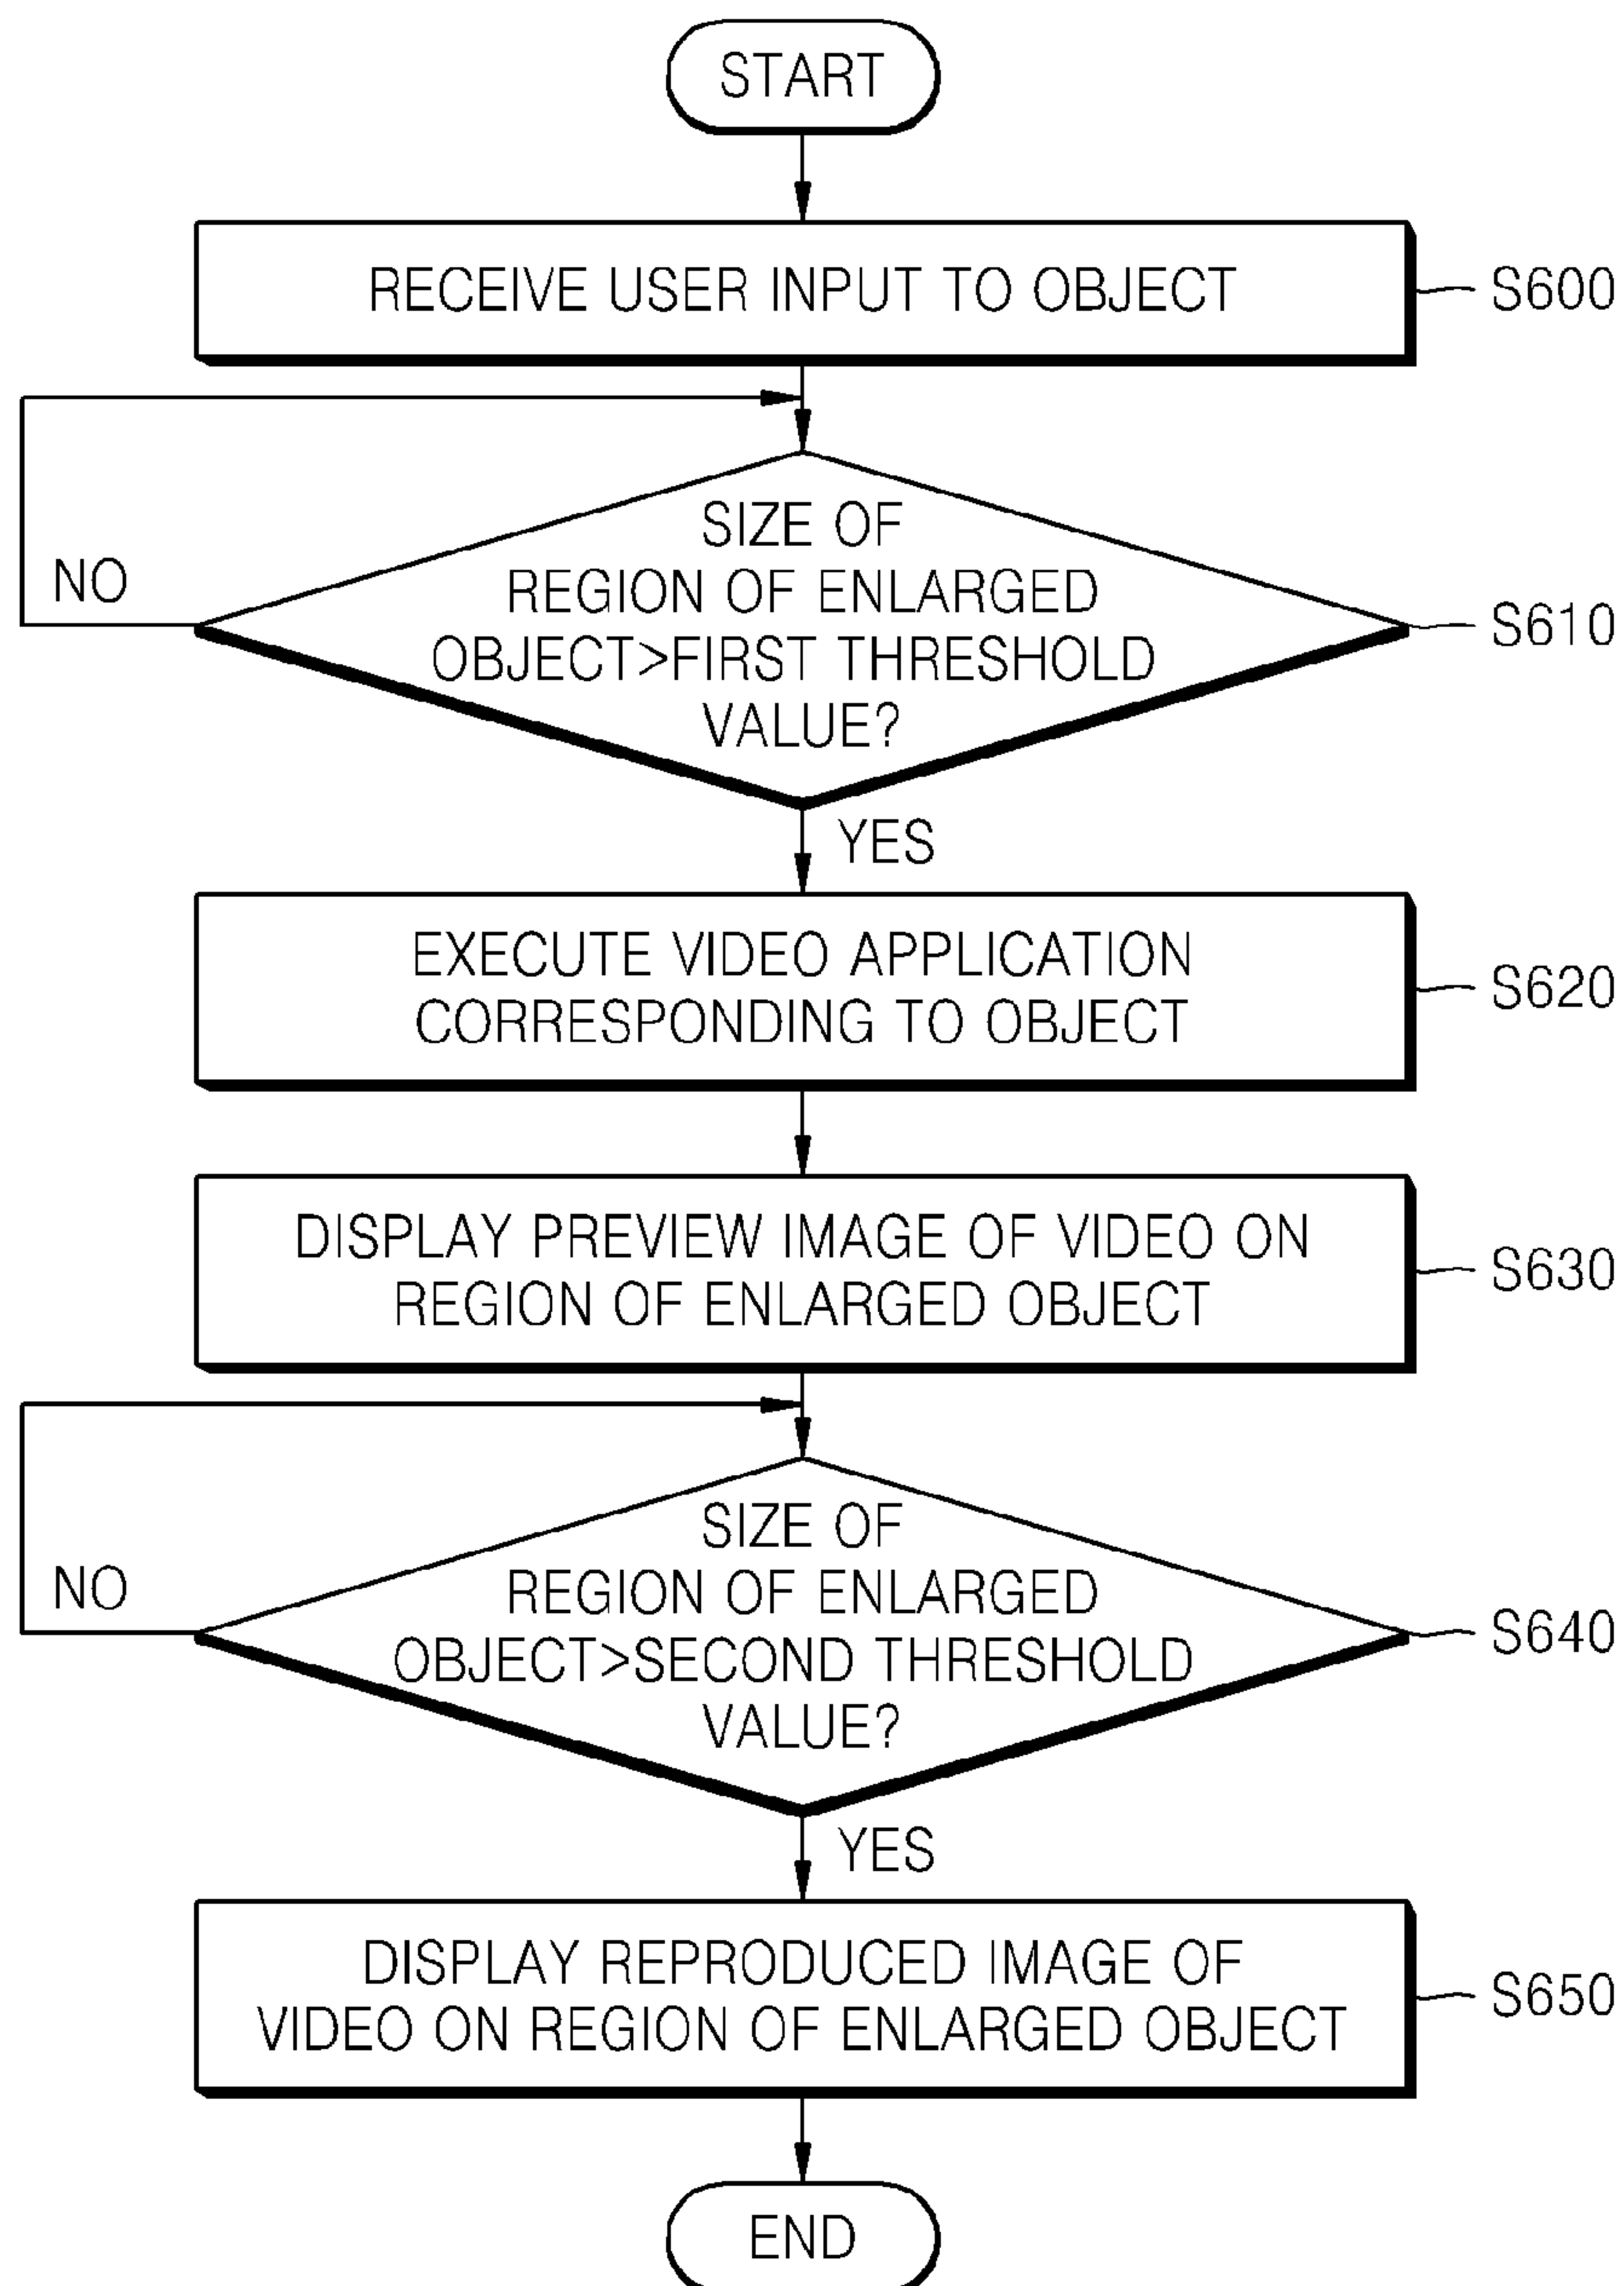 START
RECEIVE USER INPUT TO OBJECT
S600
SIZE OF
REGION OF ENLARGED
OBJECT>FIRST THRESHOLD
VALUE?
S610
NO
YES
EXECUTE VIDEO APPLICATION
CORRESPONDING TO OBJECT
S620
DISPLAY PREVIEW IMAGE OF VIDEO ON
REGION OF ENLARGED OBJECT
S630
SIZE OF
REGION OF ENLARGED
OBJECT>SECOND THRESHOLD
VALUE?
S640
NO
YES
DISPLAY REPRODUCED IMAGE OF
VIDEO ON REGION OF ENLARGED OBJECT
S650
END